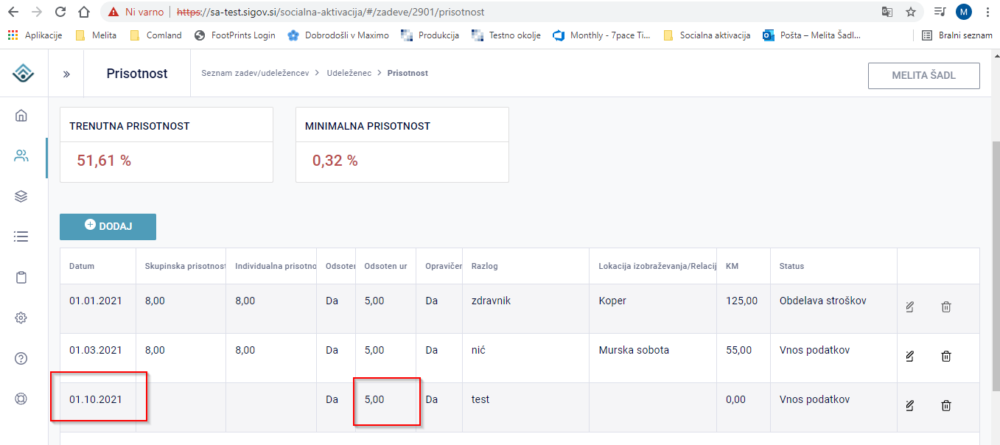 Ni varno https://sa-test.sigov.si/socialna-aktivacija/#/zadeve/2901/prisotnost M
Aplikacije Melita Comland FootPrints Login Dobrodošli v Maximo Produkcija Testno okolje Monthly - 7pace Ti... Socialna aktivacija Pošta – Melita Šadl... Bralni seznam
» Prisotnost Seznam zadev/udeležencev > Udeleženec > Prisotnost MELITA ŠADL
TRENUTNA PRISOTNOST MINIMALNA PRISOTNOST
51,61 % 0,32 %
DODAJ
Datum Skupinska prisotnost Individualna prisotno Odsoten Odsoten ur Opravičen Razlog Lokacija izobraževanja/Relacij KM Status
01.01.2021 8,00 8,00 Da 5,00 Da zdravnik Koper 125,00 Obdelava stroškov
01.03.2021 8,00 8,00 Da 5,00 Da nić Murska sobota 55,00 Vnos podatkov
01.10.2021 Da 5,00 Da test 0,00 Vnos podatkov